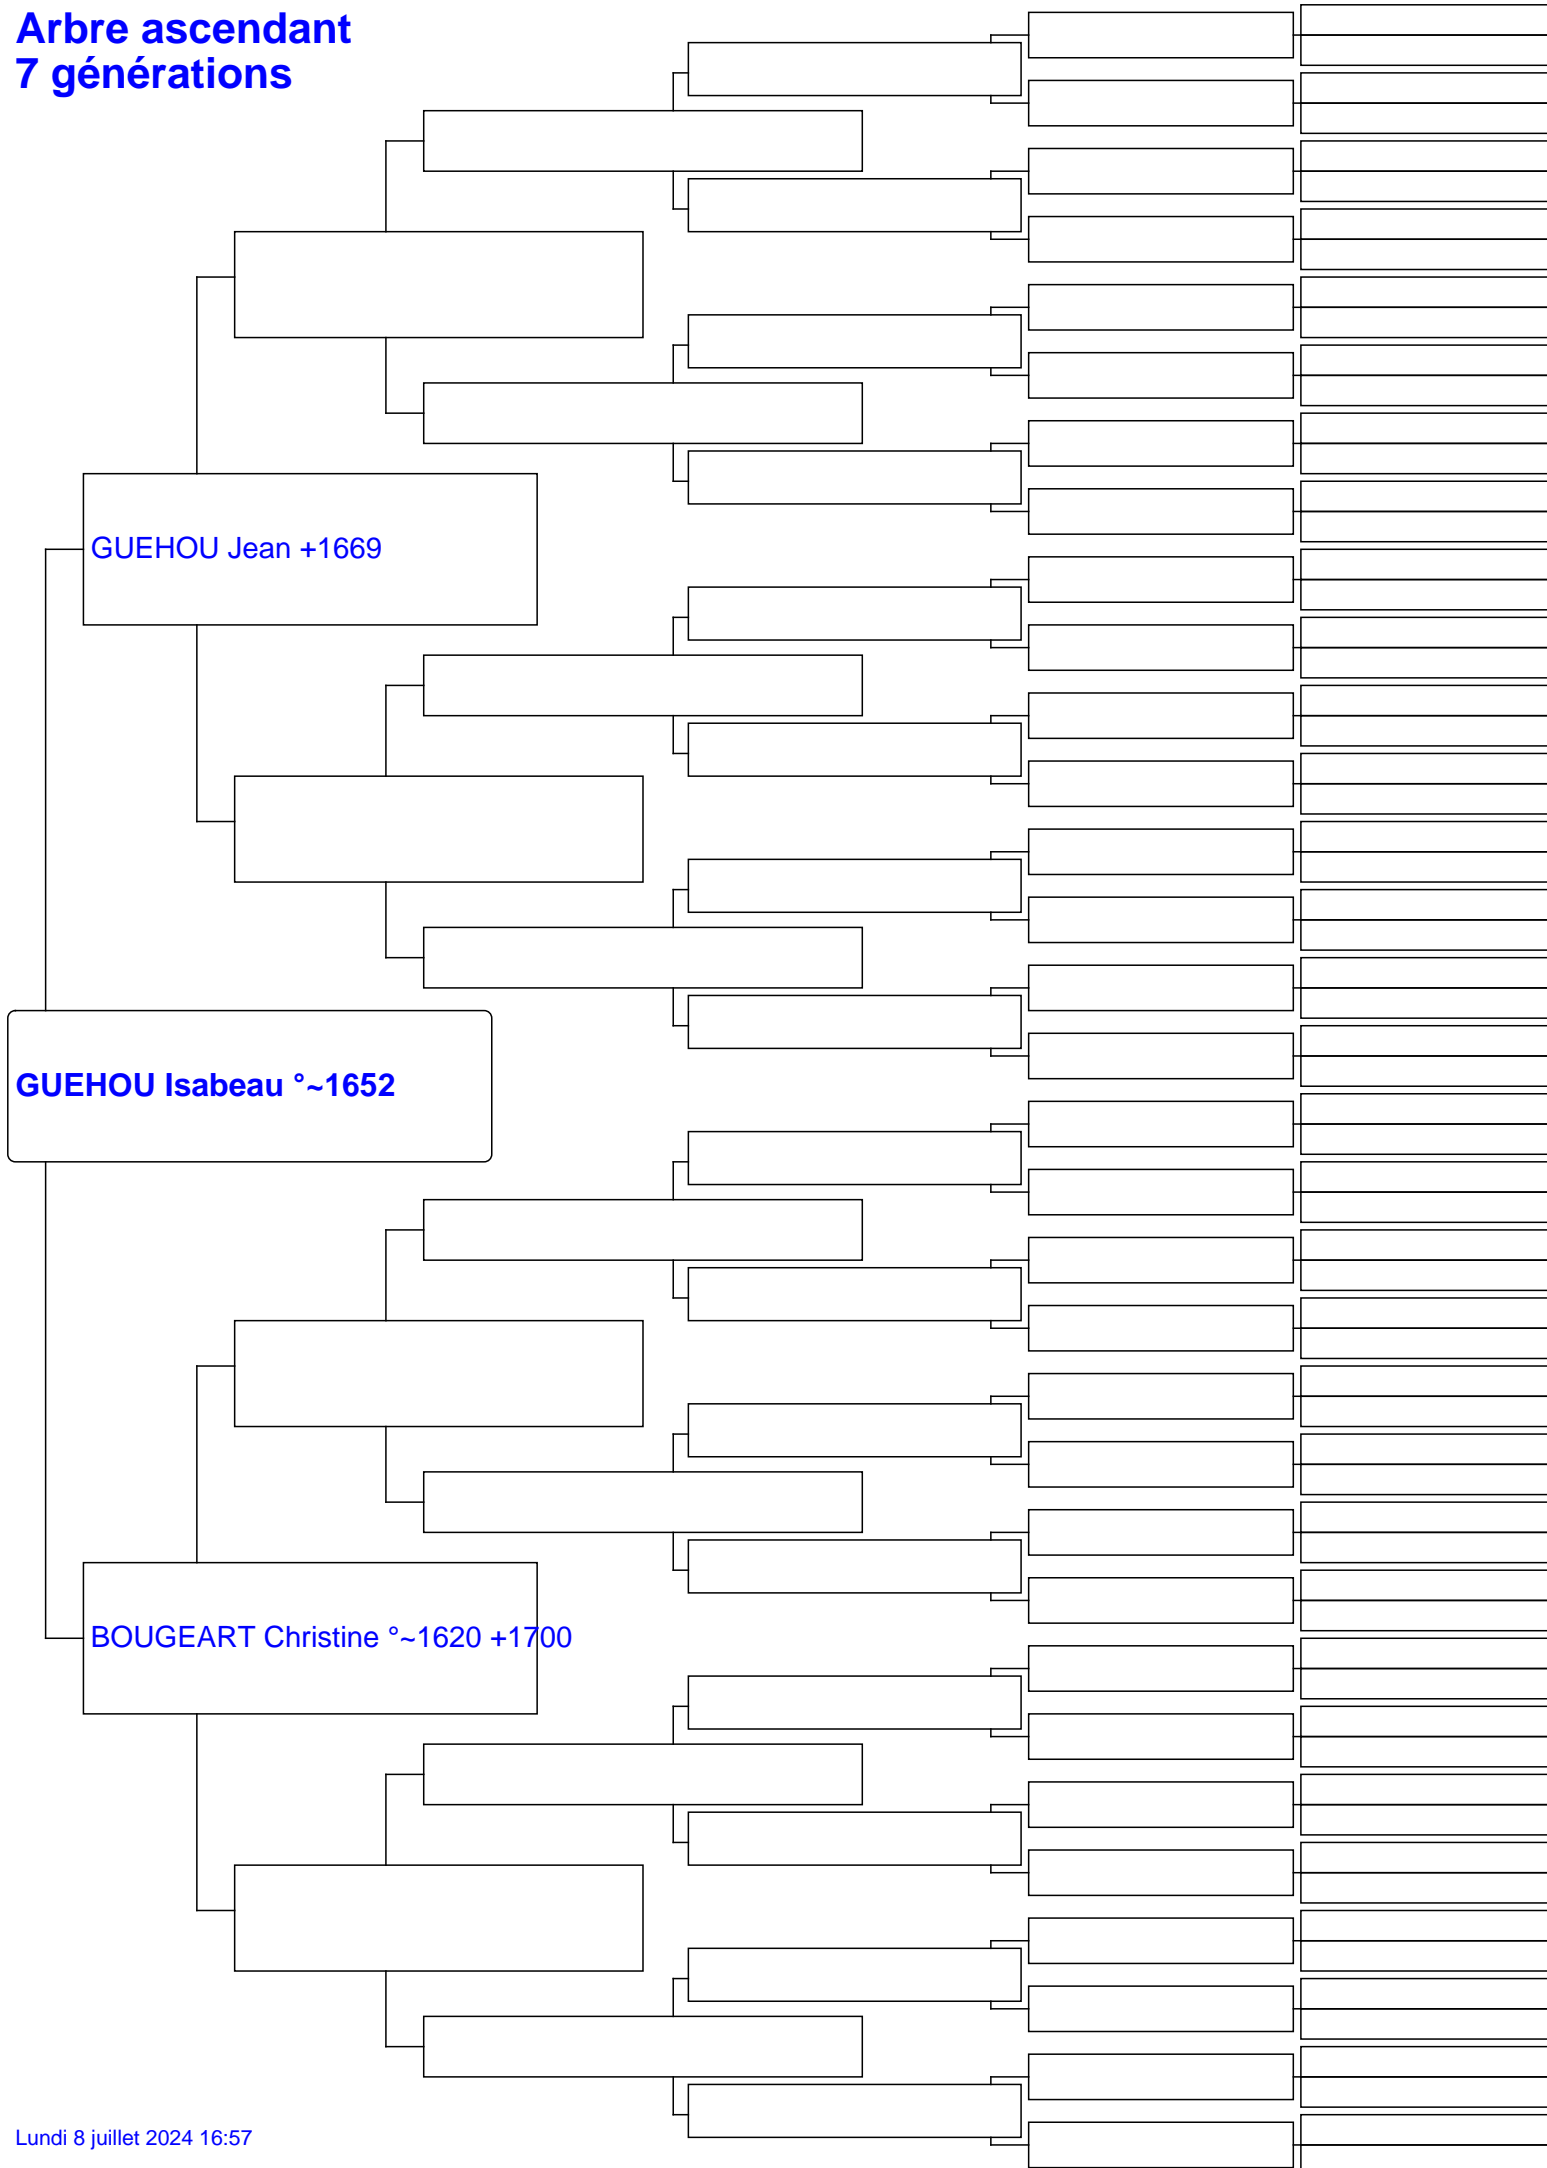 Arbre ascendant
7 générations
GUEHOU Jean +1669
GUEHOU Isabeau °~1652
BOUGEART Christine °~1620 +1700
Lundi 8 juillet 2024 16:57